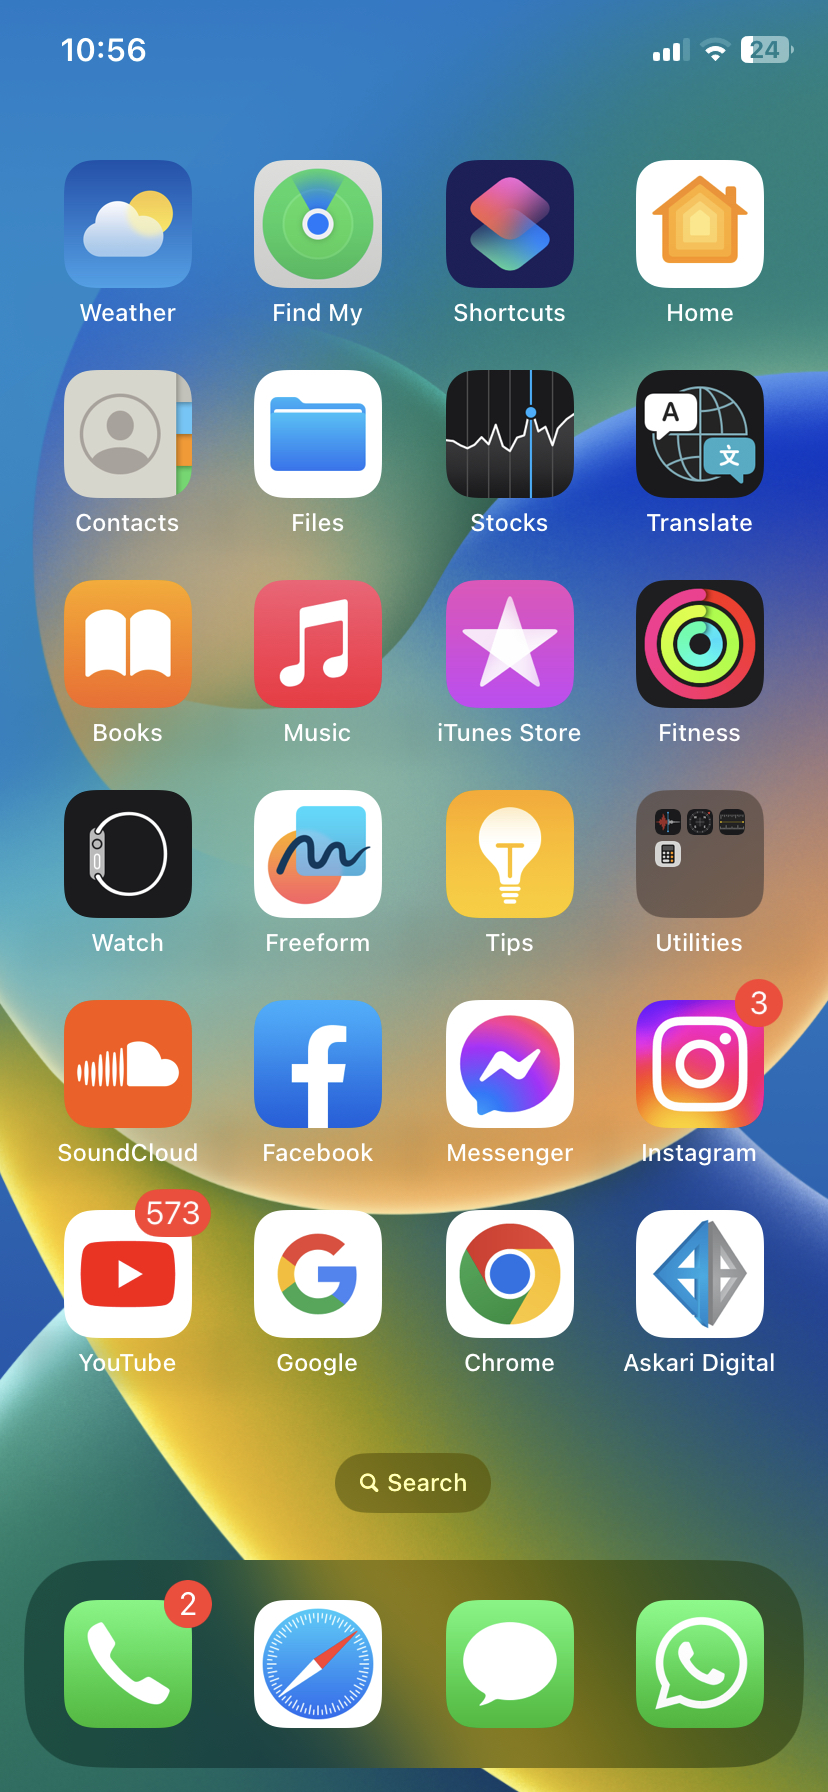 10:56 24
Weather Find My Shortcuts Home
A
文
Contacts Files Stocks Translate
Books Music iTunes Store Fitness
Watch Freeform Tips Utilities
3
SoundCloud Facebook Messenger Instagram
573
YouTube Google Chrome Askari Digital
Search
2